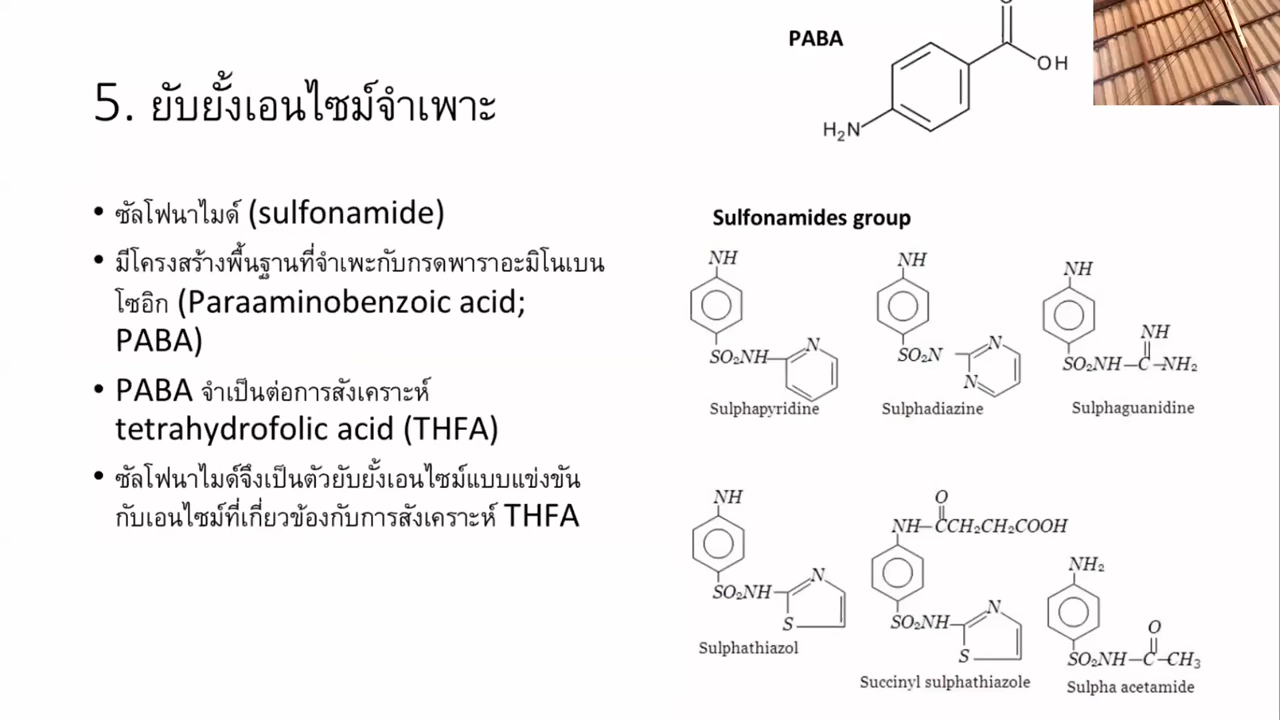 PABA
OH
H₂N
5. ยับยั้งเอนไซม์จำเพาะ
• ซัลโฟนาไมด์ (sulfonamide)
• มีโครงสร้างพื้นฐานที่จำเพะกับกรดพาราอะมิโนเบน
โซอิก (Paraaminobenzoic acid;
PABA)
• PABA จำเป็นต่อการสังเคราะห์
tetrahydrofolic acid (THFA)
• ซัลโฟนาไมด์จึงเป็นตัวยับยั้งเอนไซม์แบบแข่งขัน
กับเอนไซม์ที่เกี่ยวข้องกับการสังเคราะห์ THFA
Sulfonamides group
NH
SO₂NH
N
Sulphapyridine
NH
SO₂N
N
N
Sulphadiazine
NH
NH
SO₂NH—C—NH₂
Sulphaguanidine
NH
N
SO₂NH
S
Sulphathiazol
O
NH—CCH₂CH₂COOH
N
SO₂NH
S
Succinyl sulphathiazole
NH₂
O
SO₂NH—C—CH₃
Sulpha acetamide